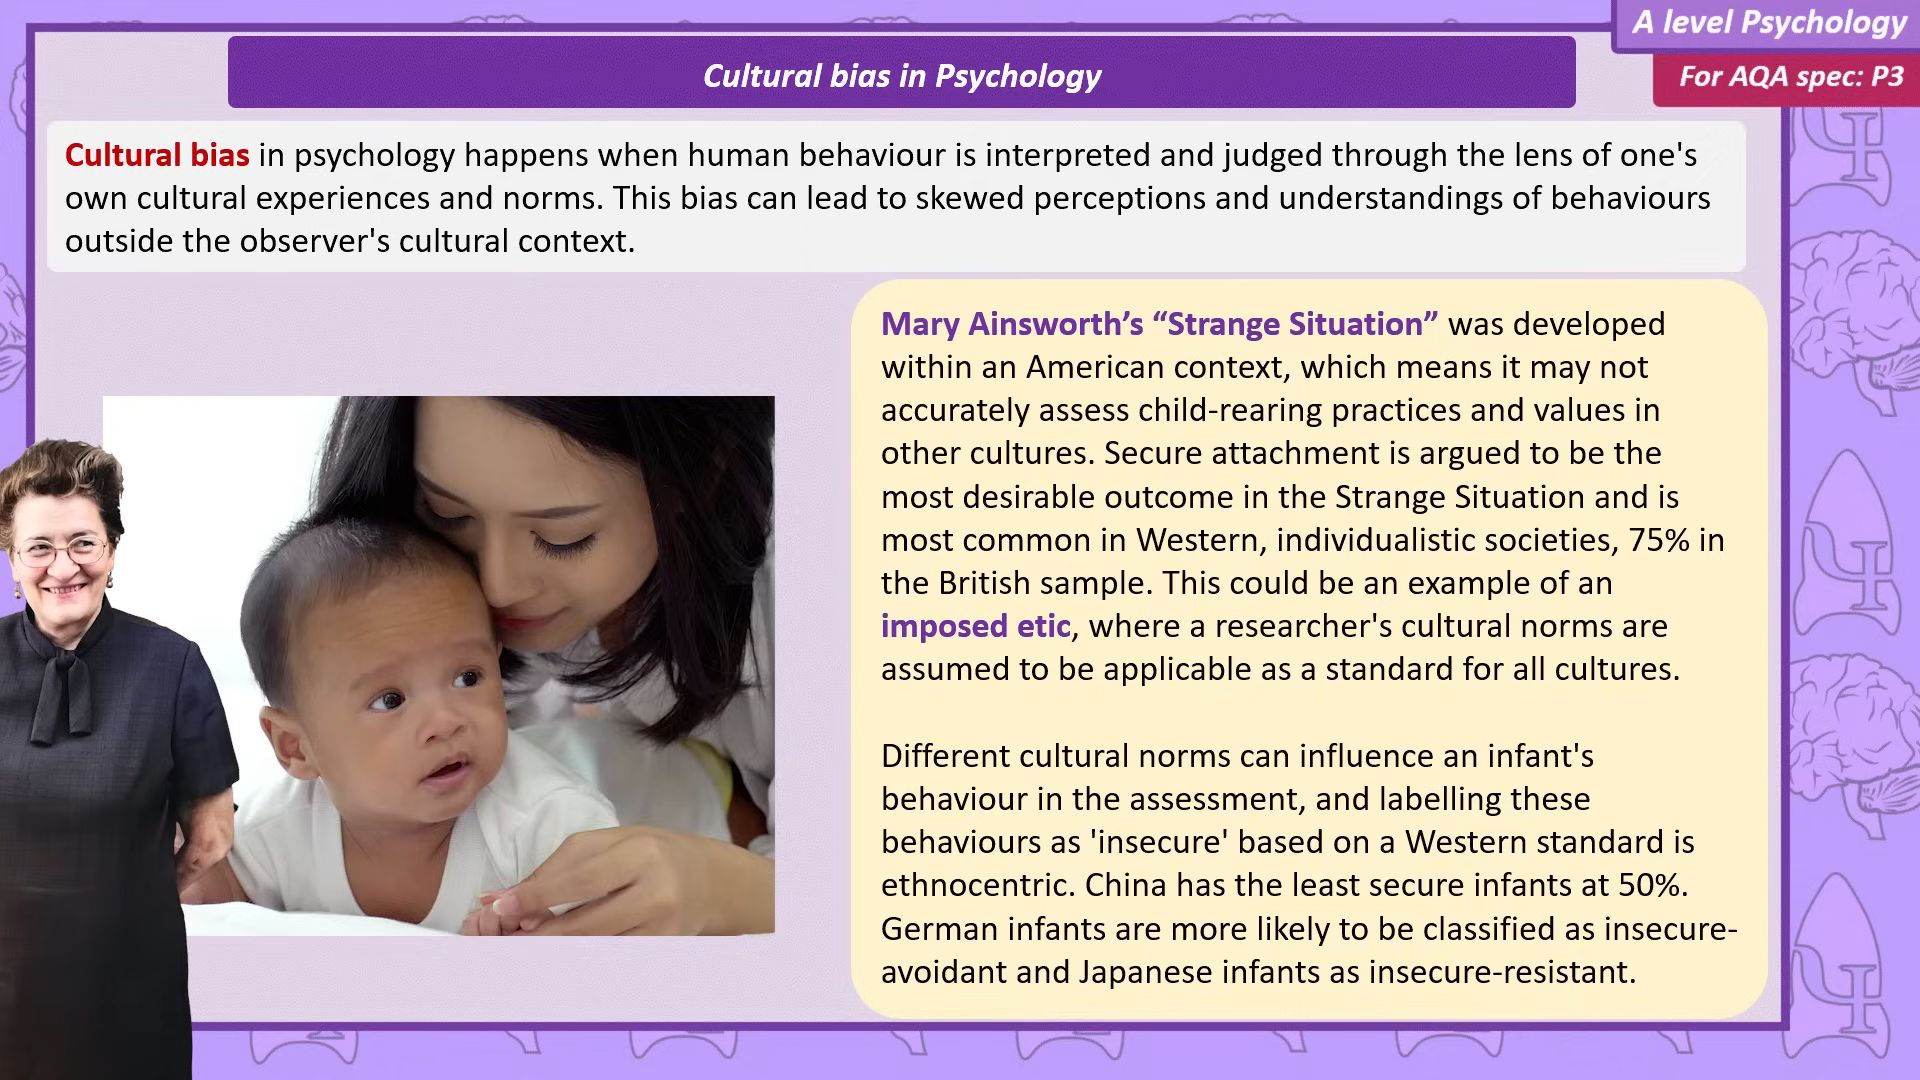 A level Psychology
For AQA spec: P3
Cultural bias in Psychology
Cultural bias in psychology happens when human behaviour is interpreted and judged through the lens of one's
own cultural experiences and norms. This bias can lead to skewed perceptions and understandings of behaviours
outside the observer's cultural context.
Mary Ainsworth’s “Strange Situation” was developed
within an American context, which means it may not
accurately assess child-rearing practices and values in
other cultures. Secure attachment is argued to be the
most desirable outcome in the Strange Situation and is
most common in Western, individualistic societies, 75% in
the British sample. This could be an example of an
imposed etic, where a researcher's cultural norms are
assumed to be applicable as a standard for all cultures.
Different cultural norms can influence an infant's
behaviour in the assessment, and labelling these
behaviours as 'insecure' based on a Western standard is
ethnocentric. China has the least secure infants at 50%.
German infants are more likely to be classified as insecure-
avoidant and Japanese infants as insecure-resistant.